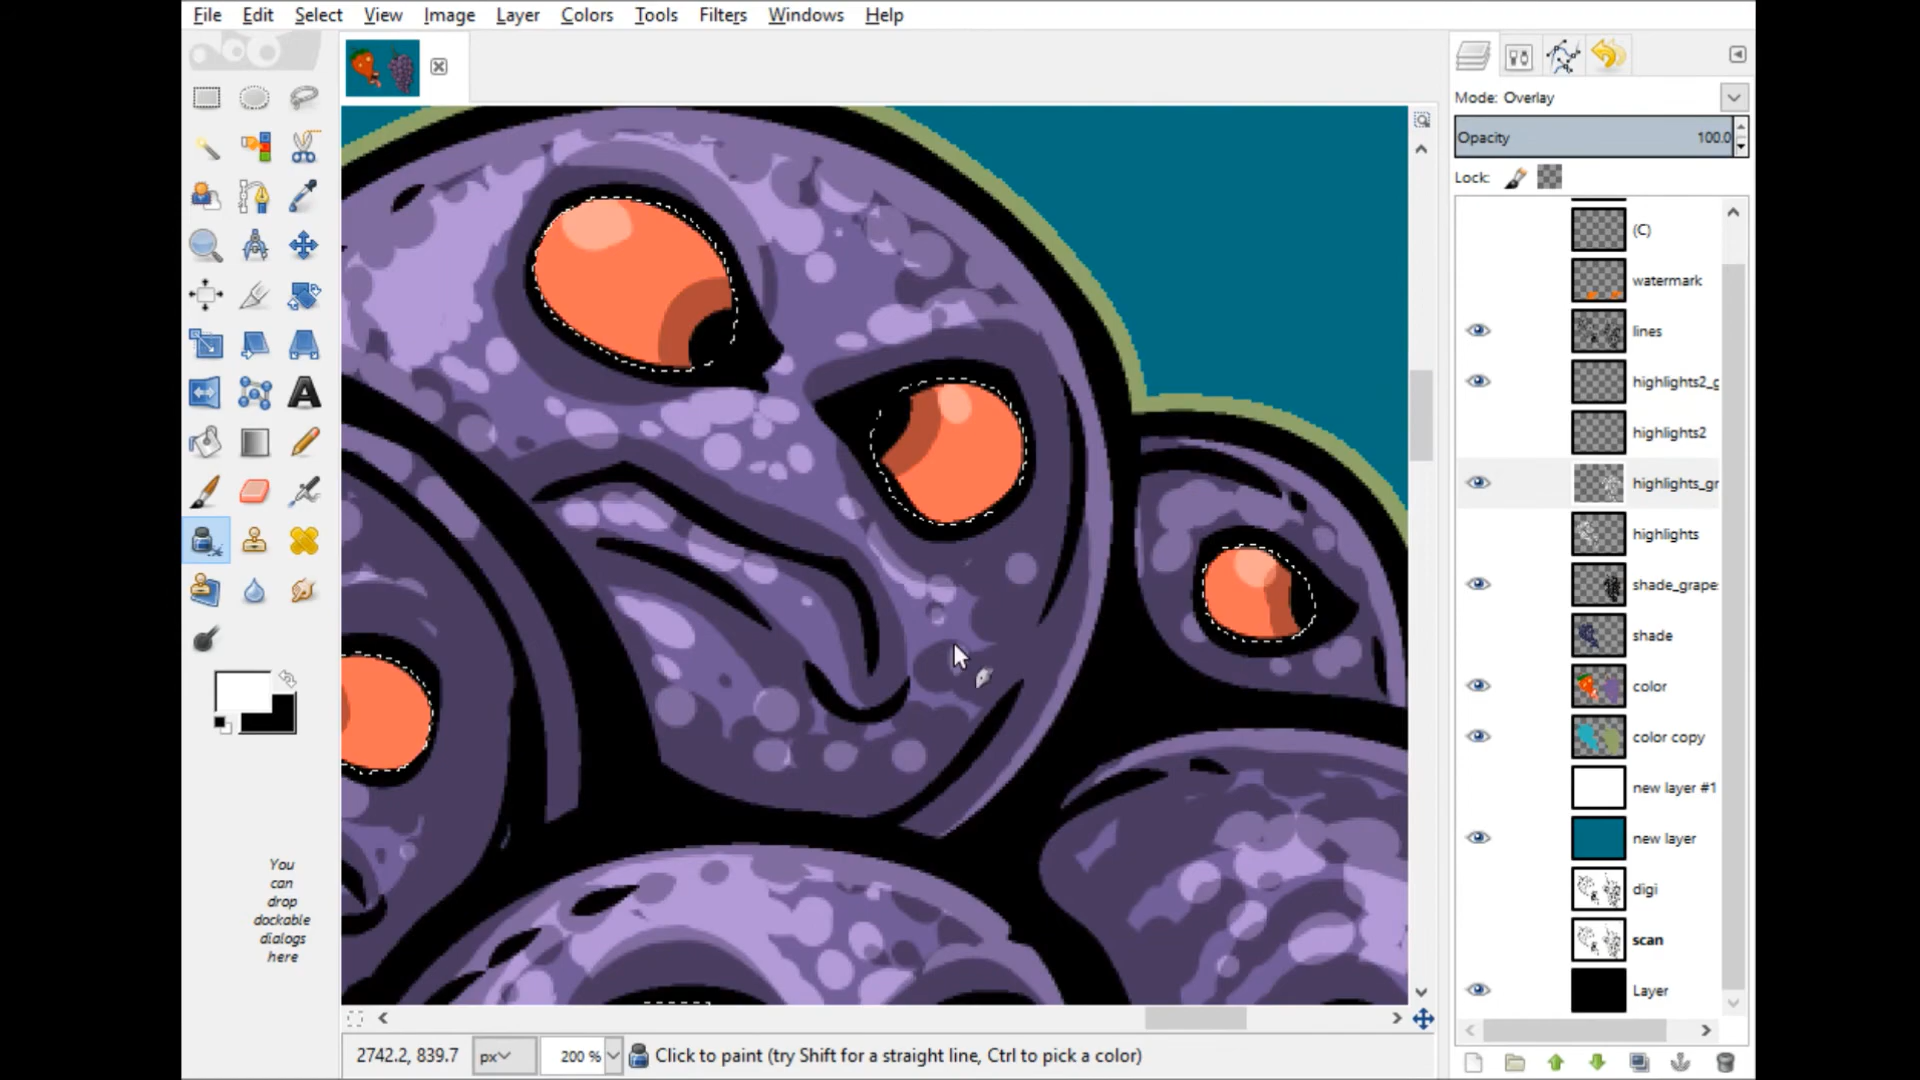 File Edit Select View Image Layer Colors Tools Filters Windows Help
Mode: Overlay
Opacity 100.0
Lock:
(C)
watermark
lines
highlights2_g
highlights2
highlights_gr
highlights
shade_grape
shade
color
color copy
new layer #1
new layer
digi
scan
Layer
A
You
can
drop
dockable
dialogs
here
2742.2, 839.7 px 200 % Click to paint (try Shift for a straight line, Ctrl to pick a color)